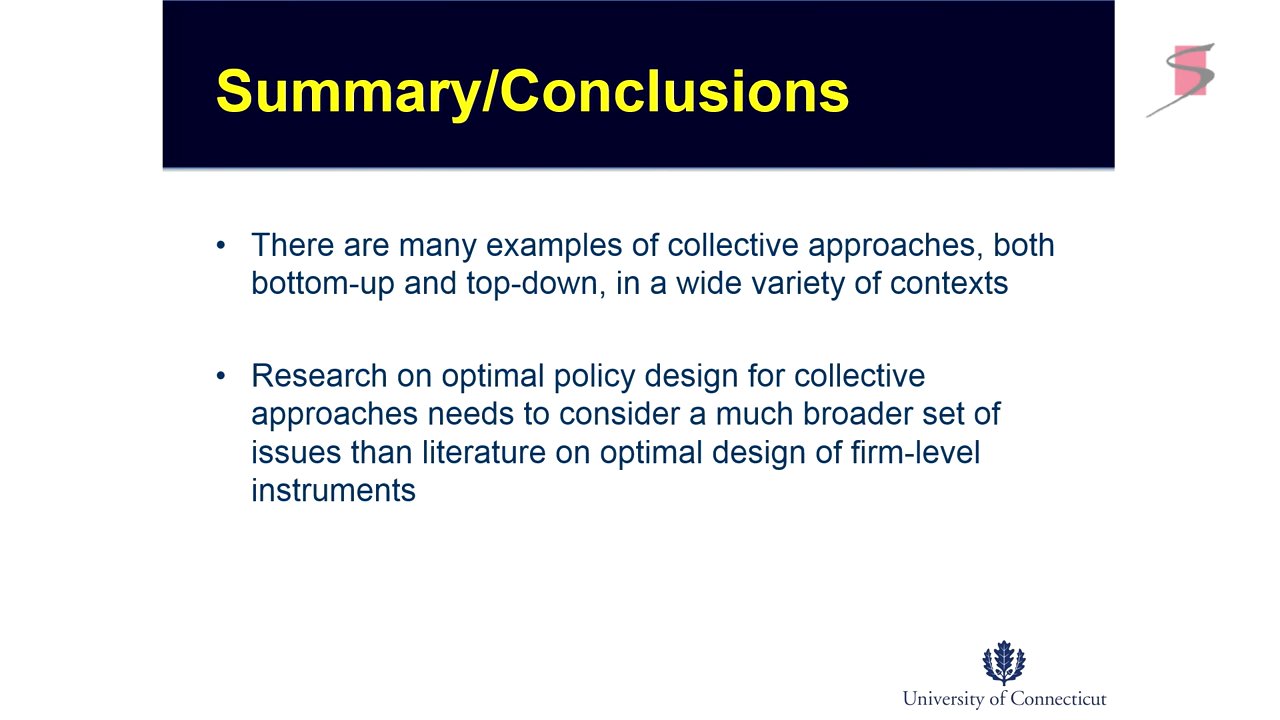 Summary/Conclusions
• There are many examples of collective approaches, both
bottom-up and top-down, in a wide variety of contexts
• Research on optimal policy design for collective
approaches needs to consider a much broader set of
issues than literature on optimal design of firm-level
instruments
University of Connecticut